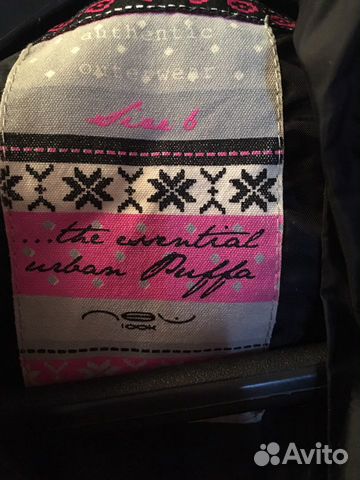 authentic
outerwear
Size 6
...the essential
urban Puffa
new
look
Avito